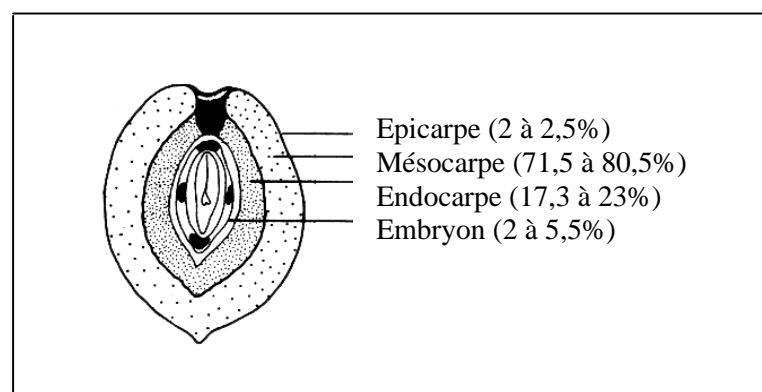 Epicarpe (2 à 2,5%)
Mésocarpe (71,5 à 80,5%)
Endocarpe (17,3 à 23%)
Embryon (2 à 5,5%)